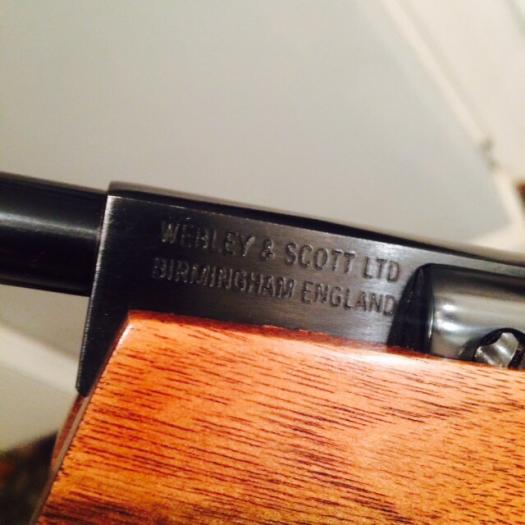 WEBLEY & SCOTT LTD
BIRMINGHAM ENGLAND